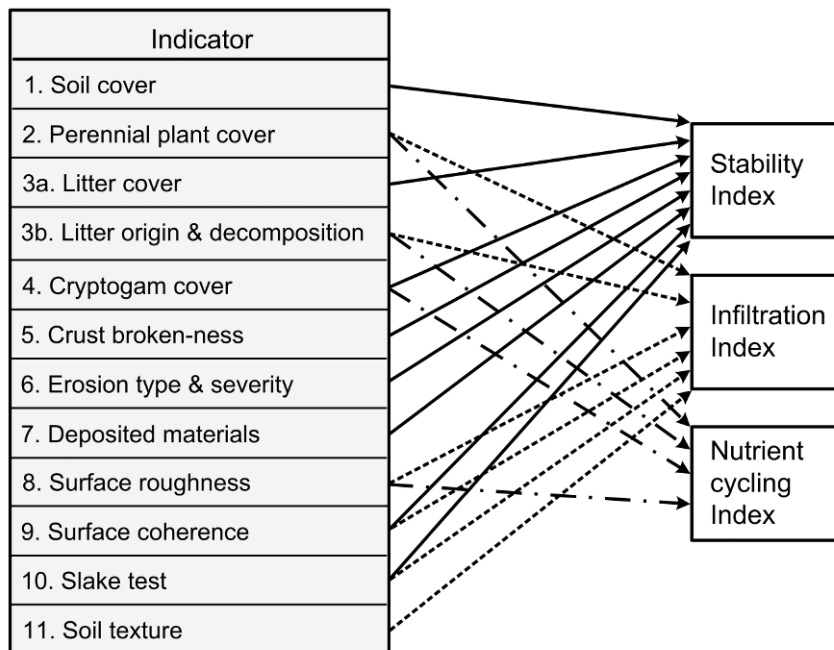 Indicator
1. Soil cover
2. Perennial plant cover
3a. Litter cover
3b. Litter origin & decomposition
4. Cryptogam cover
5. Crust broken-ness
6. Erosion type & severity
7. Deposited materials
8. Surface roughness
9. Surface coherence
10. Slake test
11. Soil texture
Stability
Index
Infiltration
Index
Nutrient
cycling
Index